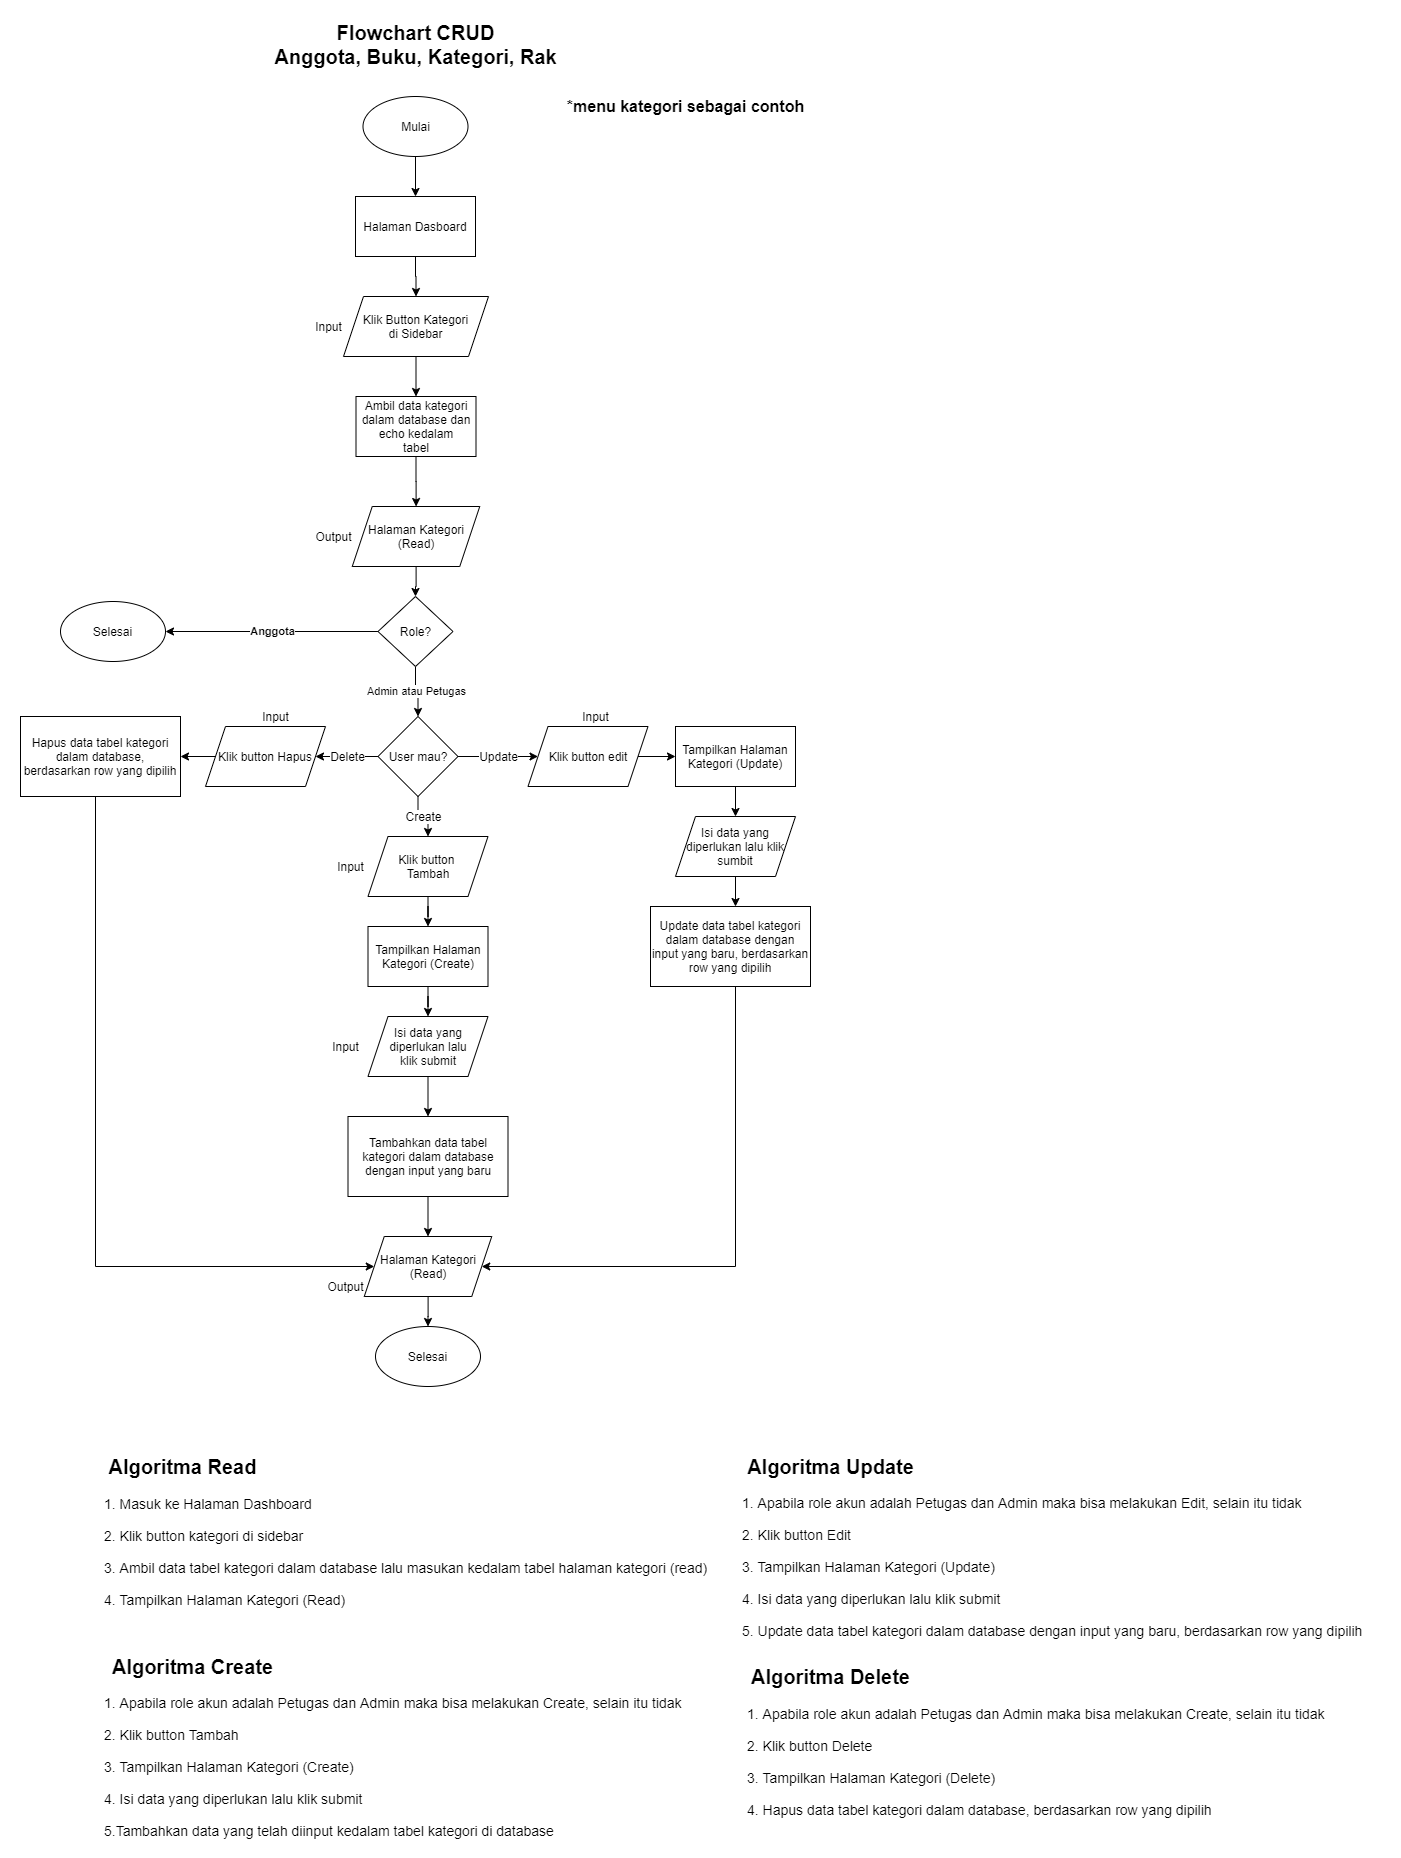 Flowchart CRUD
Anggota, Buku, Kategori, Rak
*menu kategori sebagai contoh
Mulai
Halaman Dasboard
Input
Klik Button Kategori
di Sidebar
Ambil data kategori
dalam database dan
echo kedalam
tabel
Output
Halaman Kategori
(Read)
Selesai
Anggota
Role?
Admin atau Petugas
Input
Input
Hapus data tabel kategori
dalam database,
berdasarkan row yang dipilih
Klik button Hapus
Delete
User mau?
Update
Klik button edit
Tampilkan Halaman
Kategori (Update)
Create
Input
Klik button
Tambah
Isi data yang
diperlukan lalu klik
sumbit
Tampilkan Halaman
Kategori (Create)
Update data tabel kategori
dalam database dengan
input yang baru, berdasarkan
row yang dipilih
Input
Isi data yang
diperlukan lalu
klik submit
Tambahkan data tabel
kategori dalam database
dengan input yang baru
Halaman Kategori
(Read)
Output
Selesai
Algoritma Read
1. Masuk ke Halaman Dashboard
2. Klik button kategori di sidebar
3. Ambil data tabel kategori dalam database lalu masukan kedalam tabel halaman kategori (read)
4. Tampilkan Halaman Kategori (Read)
Algoritma Create
1. Apabila role akun adalah Petugas dan Admin maka bisa melakukan Create, selain itu tidak
2. Klik button Tambah
3. Tampilkan Halaman Kategori (Create)
4. Isi data yang diperlukan lalu klik submit
5.Tambahkan data yang telah diinput kedalam tabel kategori di database
Algoritma Update
1. Apabila role akun adalah Petugas dan Admin maka bisa melakukan Edit, selain itu tidak
2. Klik button Edit
3. Tampilkan Halaman Kategori (Update)
4. Isi data yang diperlukan lalu klik submit
5. Update data tabel kategori dalam database dengan input yang baru, berdasarkan row yang dipilih
Algoritma Delete
1. Apabila role akun adalah Petugas dan Admin maka bisa melakukan Create, selain itu tidak
2. Klik button Delete
3. Tampilkan Halaman Kategori (Delete)
4. Hapus data tabel kategori dalam database, berdasarkan row yang dipilih